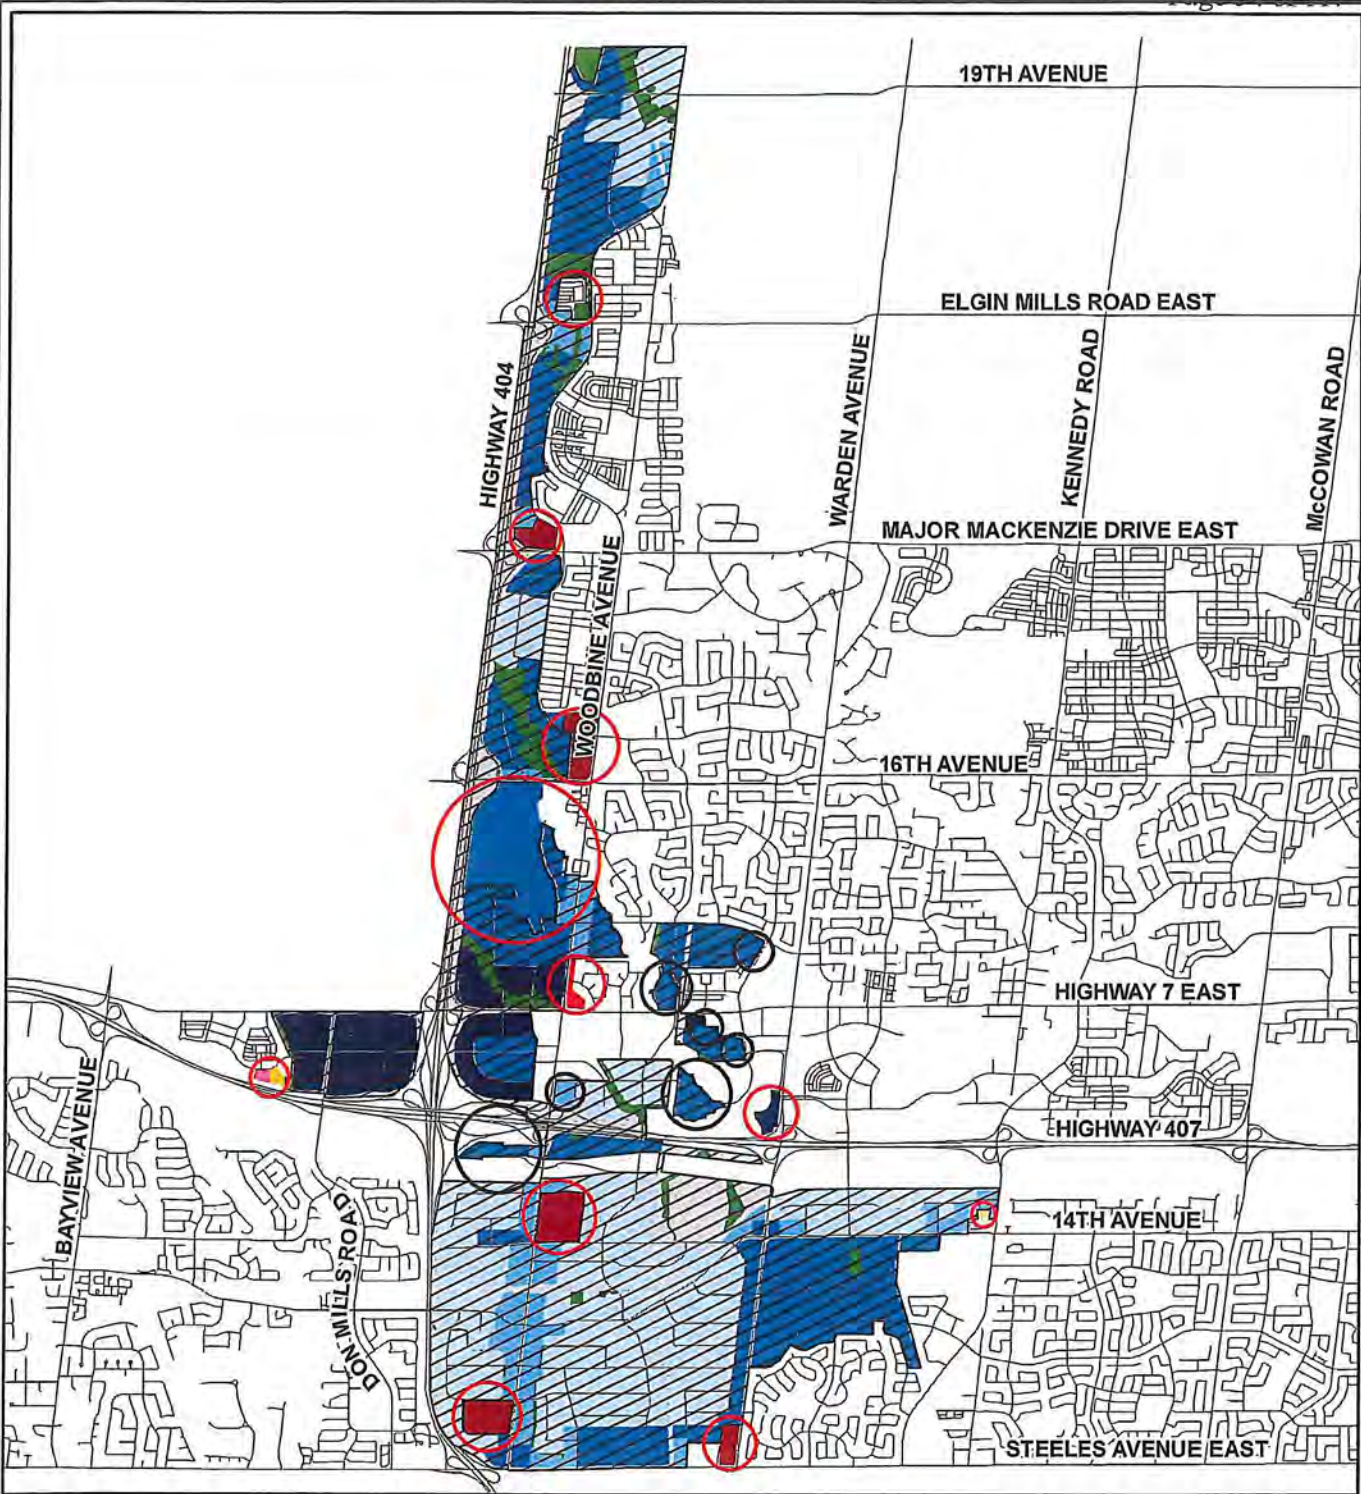 19TH AVENUE
ELGIN MILLS ROAD EAST
HIGHWAY 404
WARDEN AVENUE
KENNEDY ROAD
McCOWAN ROAD
MAJOR MACKENZIE DRIVE EAST
WOODBINE AVENUE
16TH AVENUE
HIGHWAY 7 EAST
BAYVIEW AVENUE
HIGHWAY 407
DON MILLS ROAD
14TH AVENUE
STEELES AVENUE EAST